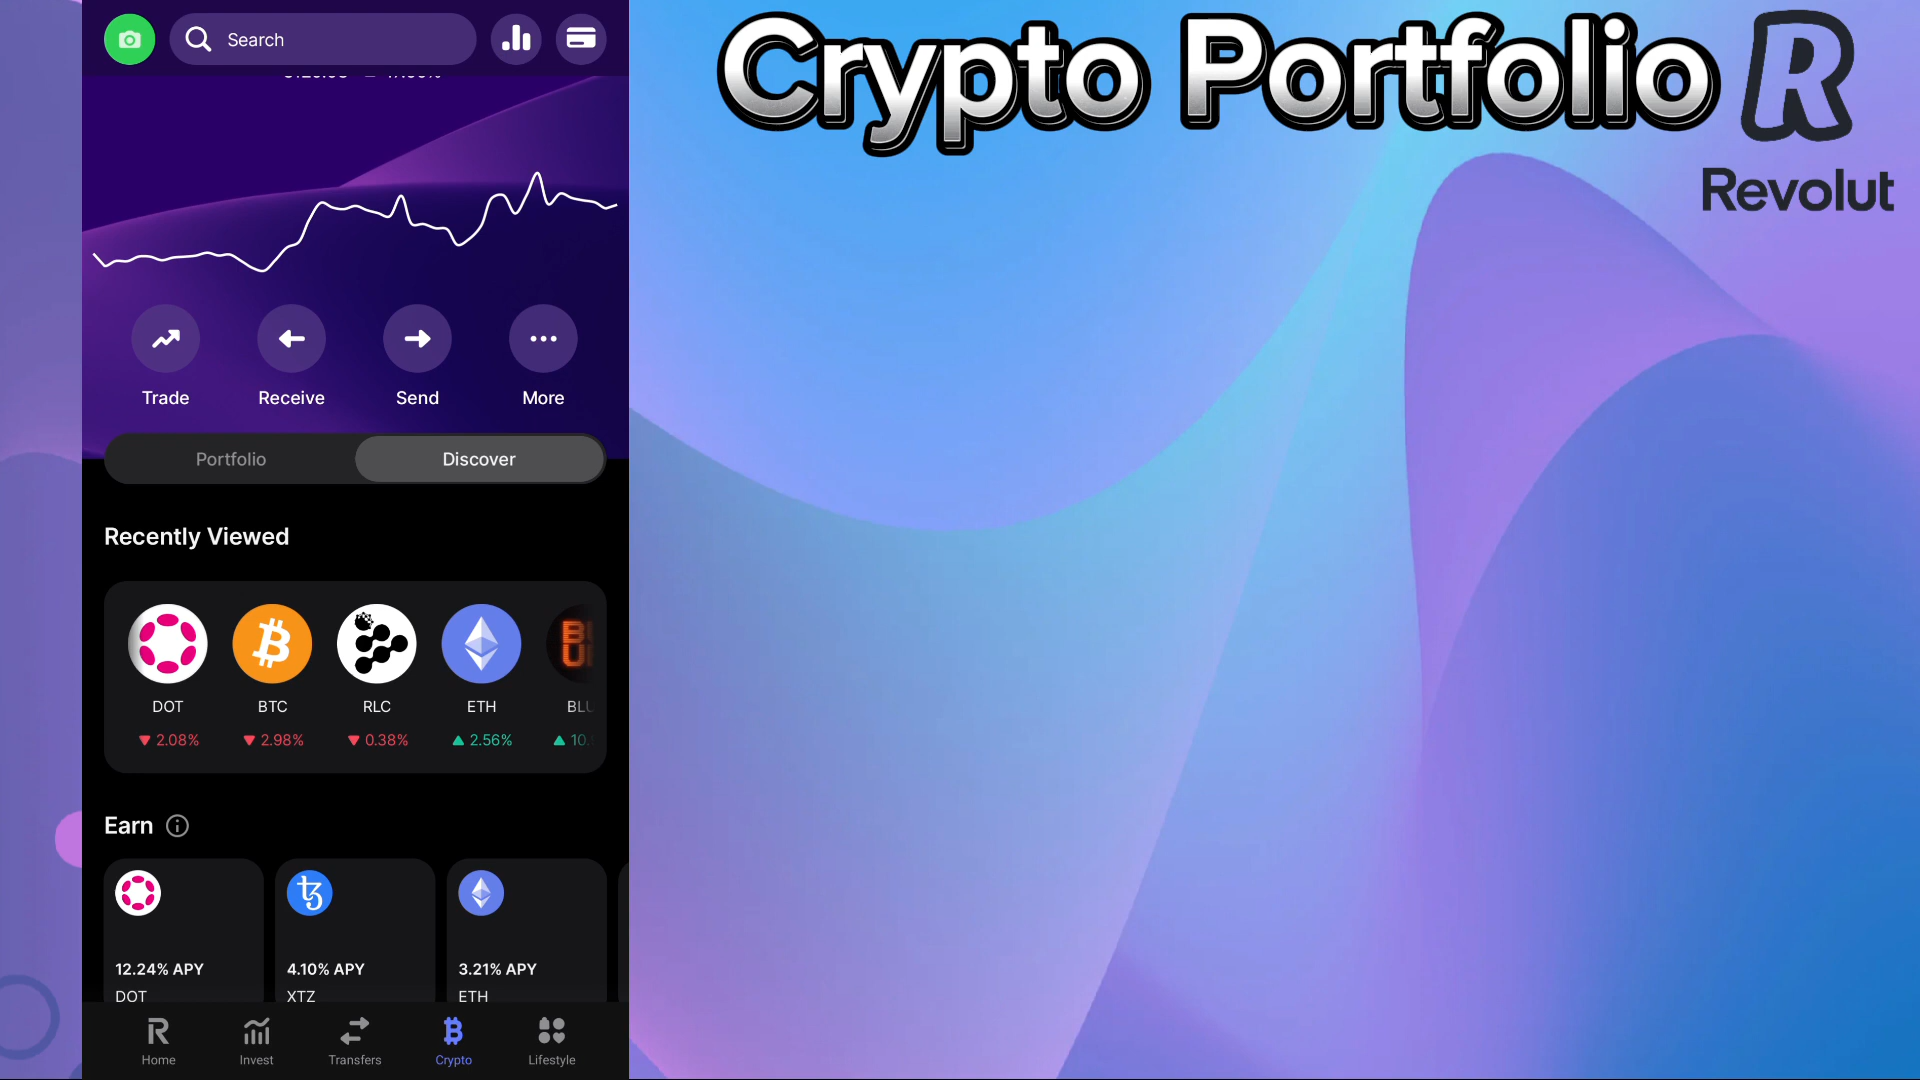 Search
Crypto Portfolio
Revolut
Trade
Receive
Send
More
Portfolio
Discover
Recently Viewed
DOT
BTC
RLC
ETH
2.08%
2.98%
0.38%
2.56%
Earn
12.24% APY
4.10% APY
3.21% APY
DOT
XTZ
ETH
Home
Invest
Transfers
Crypto
Lifestyle